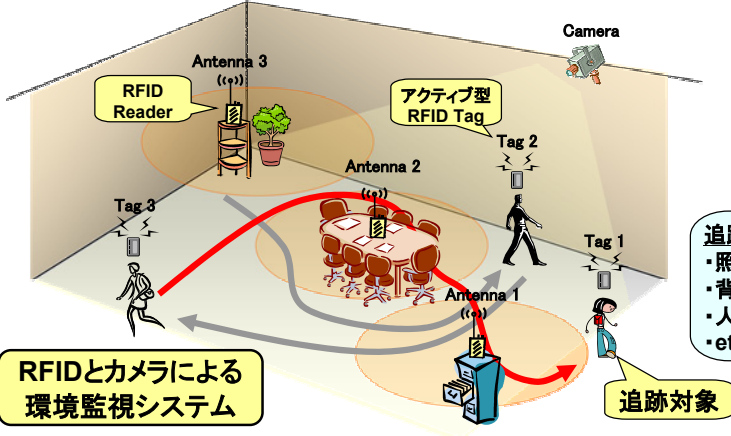 Camera
Antenna 3
RFID
Reader
アクティブ型
RFID Tag
Tag 2
Antenna 2
Tag 3
Tag 1
追跡
・照
・背
・人
・et
Antenna 1
RFIDとカメラによる
環境監視システム
追跡対象